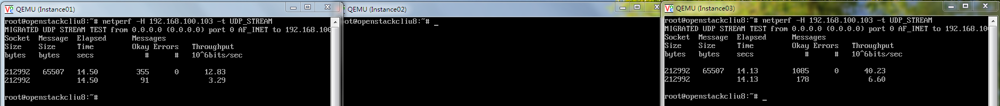 QEMU (Instance01)
root@openstackcliu8:~# netperf -H 192.168.100.103 -t UDP_STREAM
MIGRATED UDP STREAM TEST from 0.0.0.0 (0.0.0.0) port 0 AF_INET to 192.168.100
Socket Message Elapsed Messages
Size Size Time Okay Errors Throughput
bytes bytes secs # # 10^6bits/sec
212992 65507 14.50 355 0 12.83
212992 14.50 91 3.29
root@openstackcliu8:~#
QEMU (Instance02)
root@openstackcliu8:~# _
QEMU (Instance03)
root@openstackcliu8:~# netperf -H 192.168.100.103 -t UDP_STREAM
MIGRATED UDP STREAM TEST from 0.0.0.0 (0.0.0.0) port 0 AF_INET to 192.168.100
Socket Message Elapsed Messages
Size Size Time Okay Errors Throughput
bytes bytes secs # # 10^6bits/sec
212992 65507 14.13 1085 0 40.23
212992 14.13 178 6.60
root@openstackcliu8:~# _